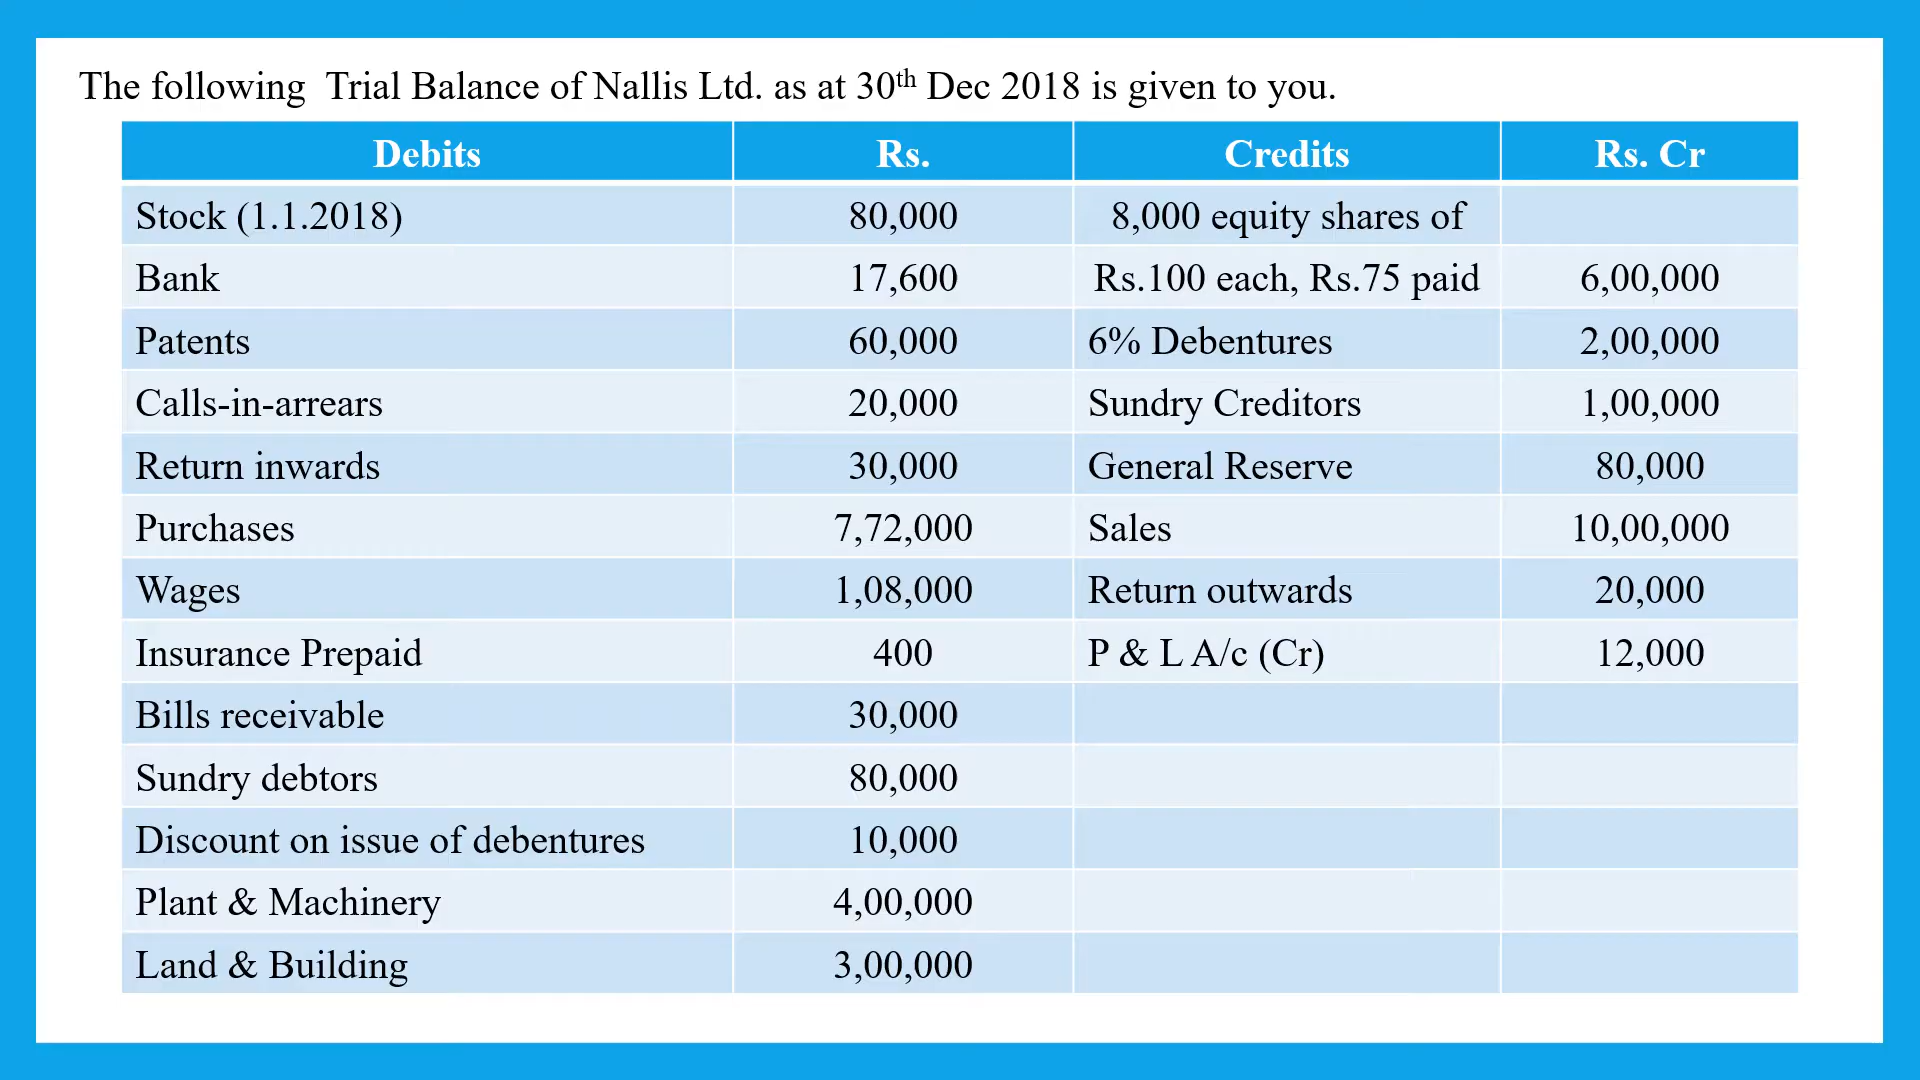 The following Trial Balance of Nallis Ltd. as at 30th Dec 2018 is given to you.
Debits Rs. Credits Rs. Cr
Stock (1.1.2018) 80,000 8,000 equity shares of
Bank 17,600 Rs.100 each, Rs.75 paid 6,00,000
Patents 60,000 6% Debentures 2,00,000
Calls-in-arrears 20,000 Sundry Creditors 1,00,000
Return inwards 30,000 General Reserve 80,000
Purchases 7,72,000 Sales 10,00,000
Wages 1,08,000 Return outwards 20,000
Insurance Prepaid 400 P & L A/c (Cr) 12,000
Bills receivable 30,000
Sundry debtors 80,000
Discount on issue of debentures 10,000
Plant & Machinery 4,00,000
Land & Building 3,00,000